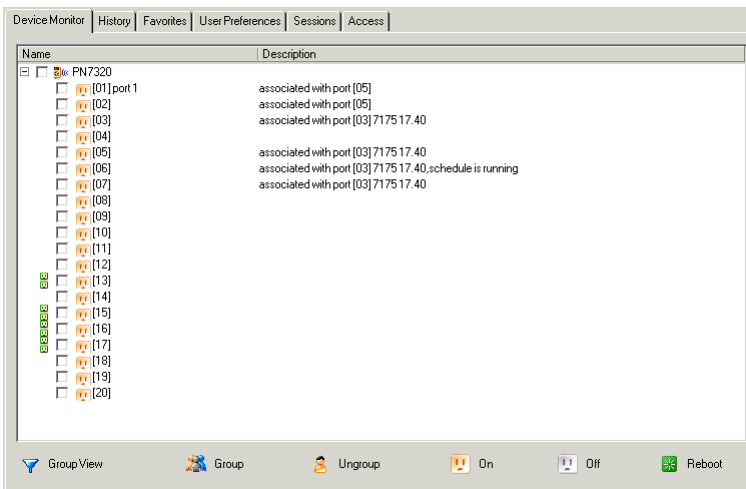 Device Monitor History Favorites User Preferences Sessions Access
Name Description
PN7320
[01] port 1 associated with port [05]
[02] associated with port [05]
[03] associated with port [03] 7175 17.40
[04]
[05] associated with port [03] 7175 17.40
[06] associated with port [03] 7175 17.40,schedule is running
[07] associated with port [03] 7175 17.40
[08]
[09]
[10]
[11]
[12]
[13]
[14]
[15]
[16]
[17]
[18]
[19]
[20]
Group View Group Ungroup On Off Reboot